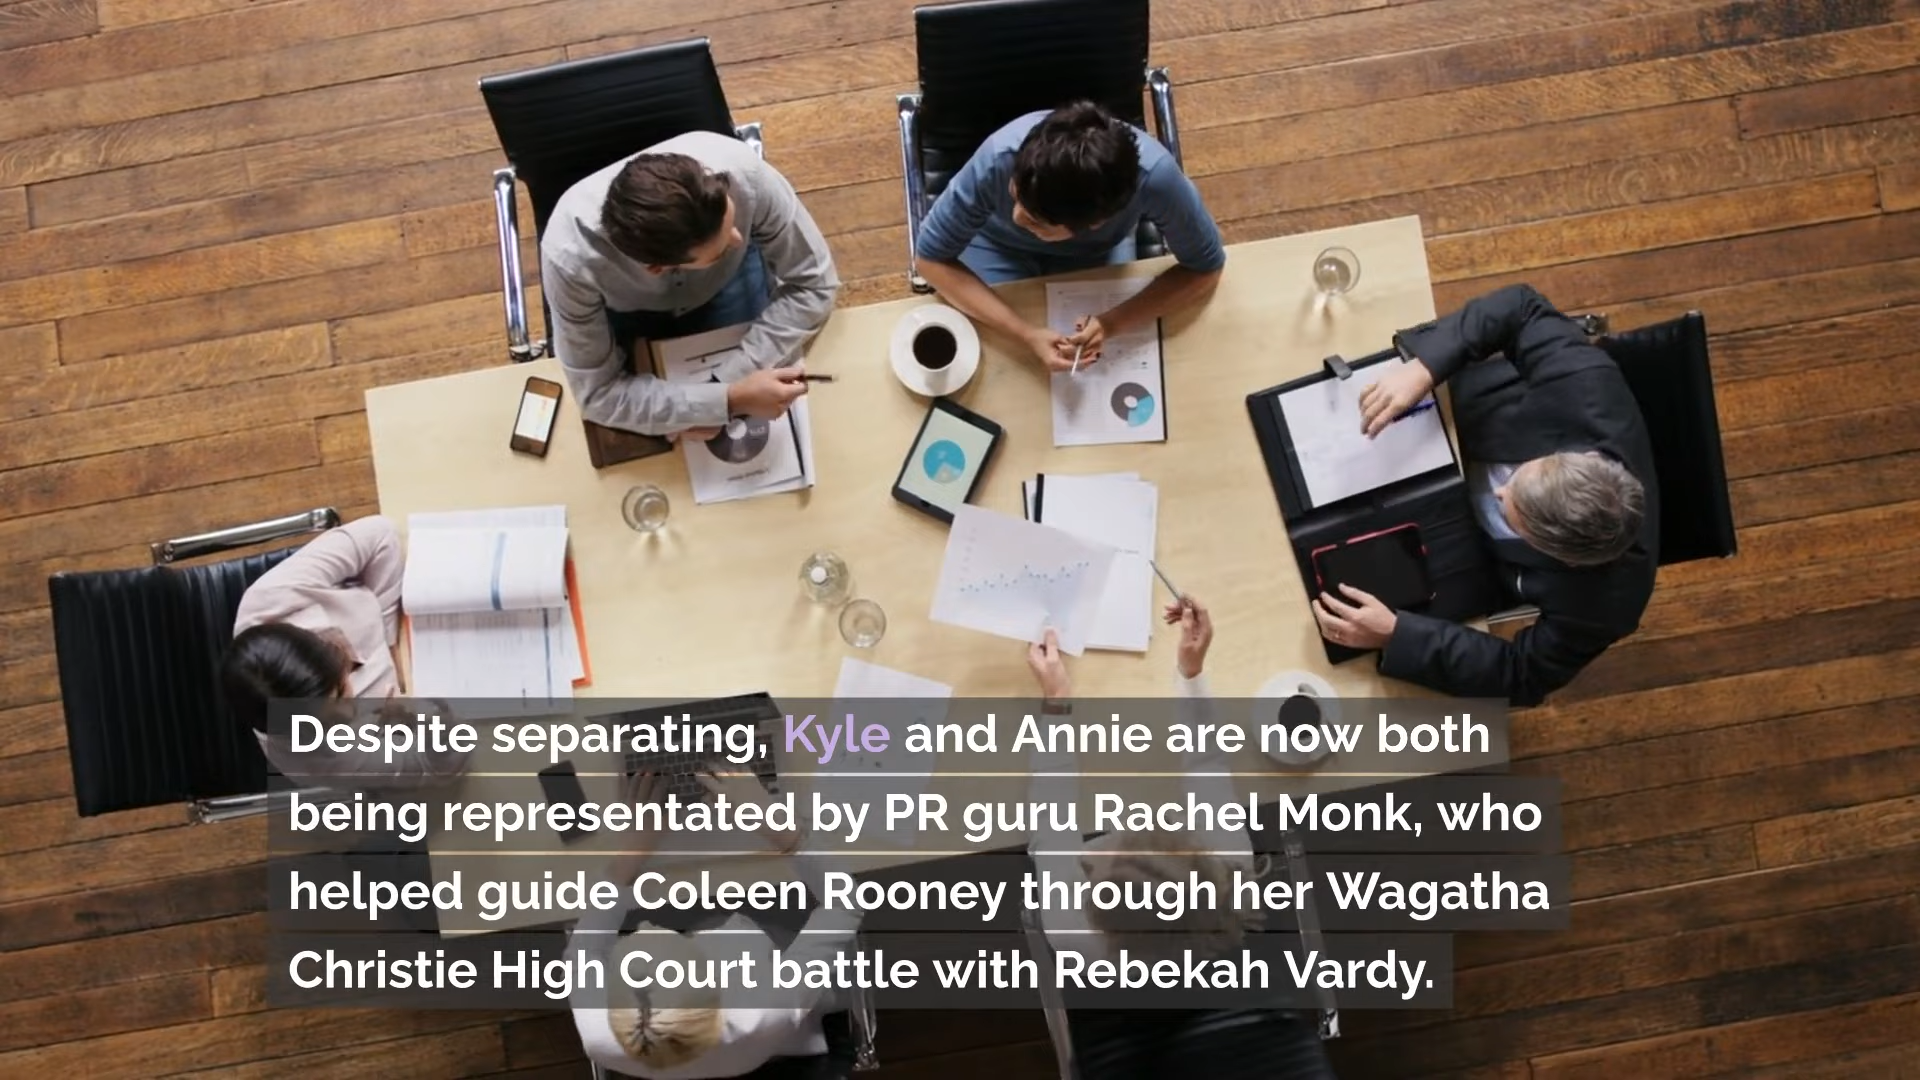 Despite separating, Kyle and Annie are now both
being representated by PR guru Rachel Monk, who
helped guide Coleen Rooney through her Wagatha
Christie High Court battle with Rebekah Vardy.